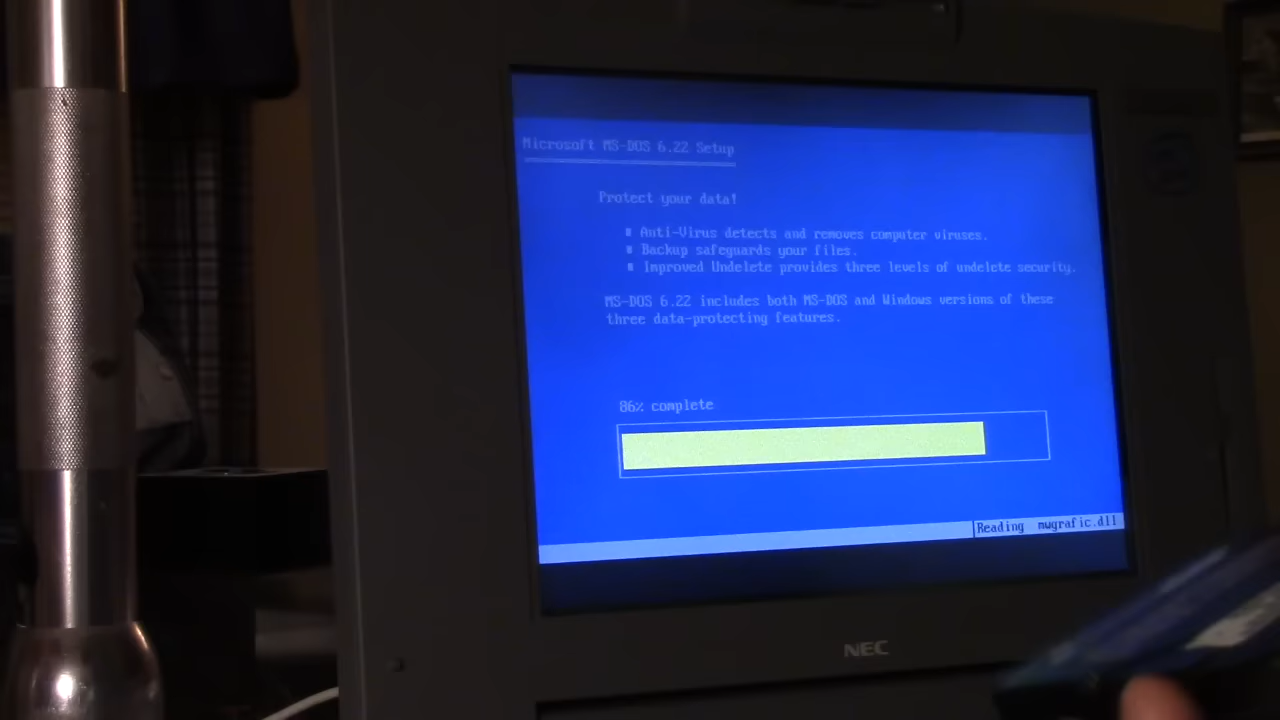 Microsoft MS-DOS 6.22 Setup
Protect your data!
Anti-Virus detects and removes computer viruses.
Backup safeguards your files.
Improved Undelete provides three levels of undelete security.
MS-DOS 6.22 includes both MS-DOS and Windows versions of these
three data-protecting features.
86% complete
Reading mwgrafic.dll
NEC